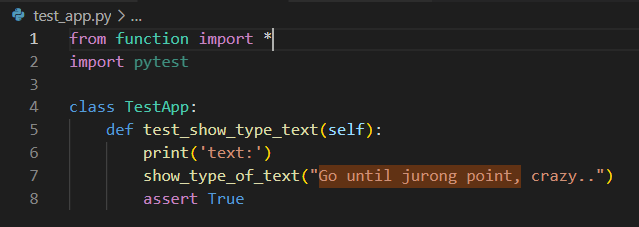 test_app.py > ...
1 from function import *
2 import pytest
3
4 class TestApp:
5     def test_show_type_text(self):
6         print('text:')
7         show_type_of_text("Go until jurong point, crazy..")
8         assert True